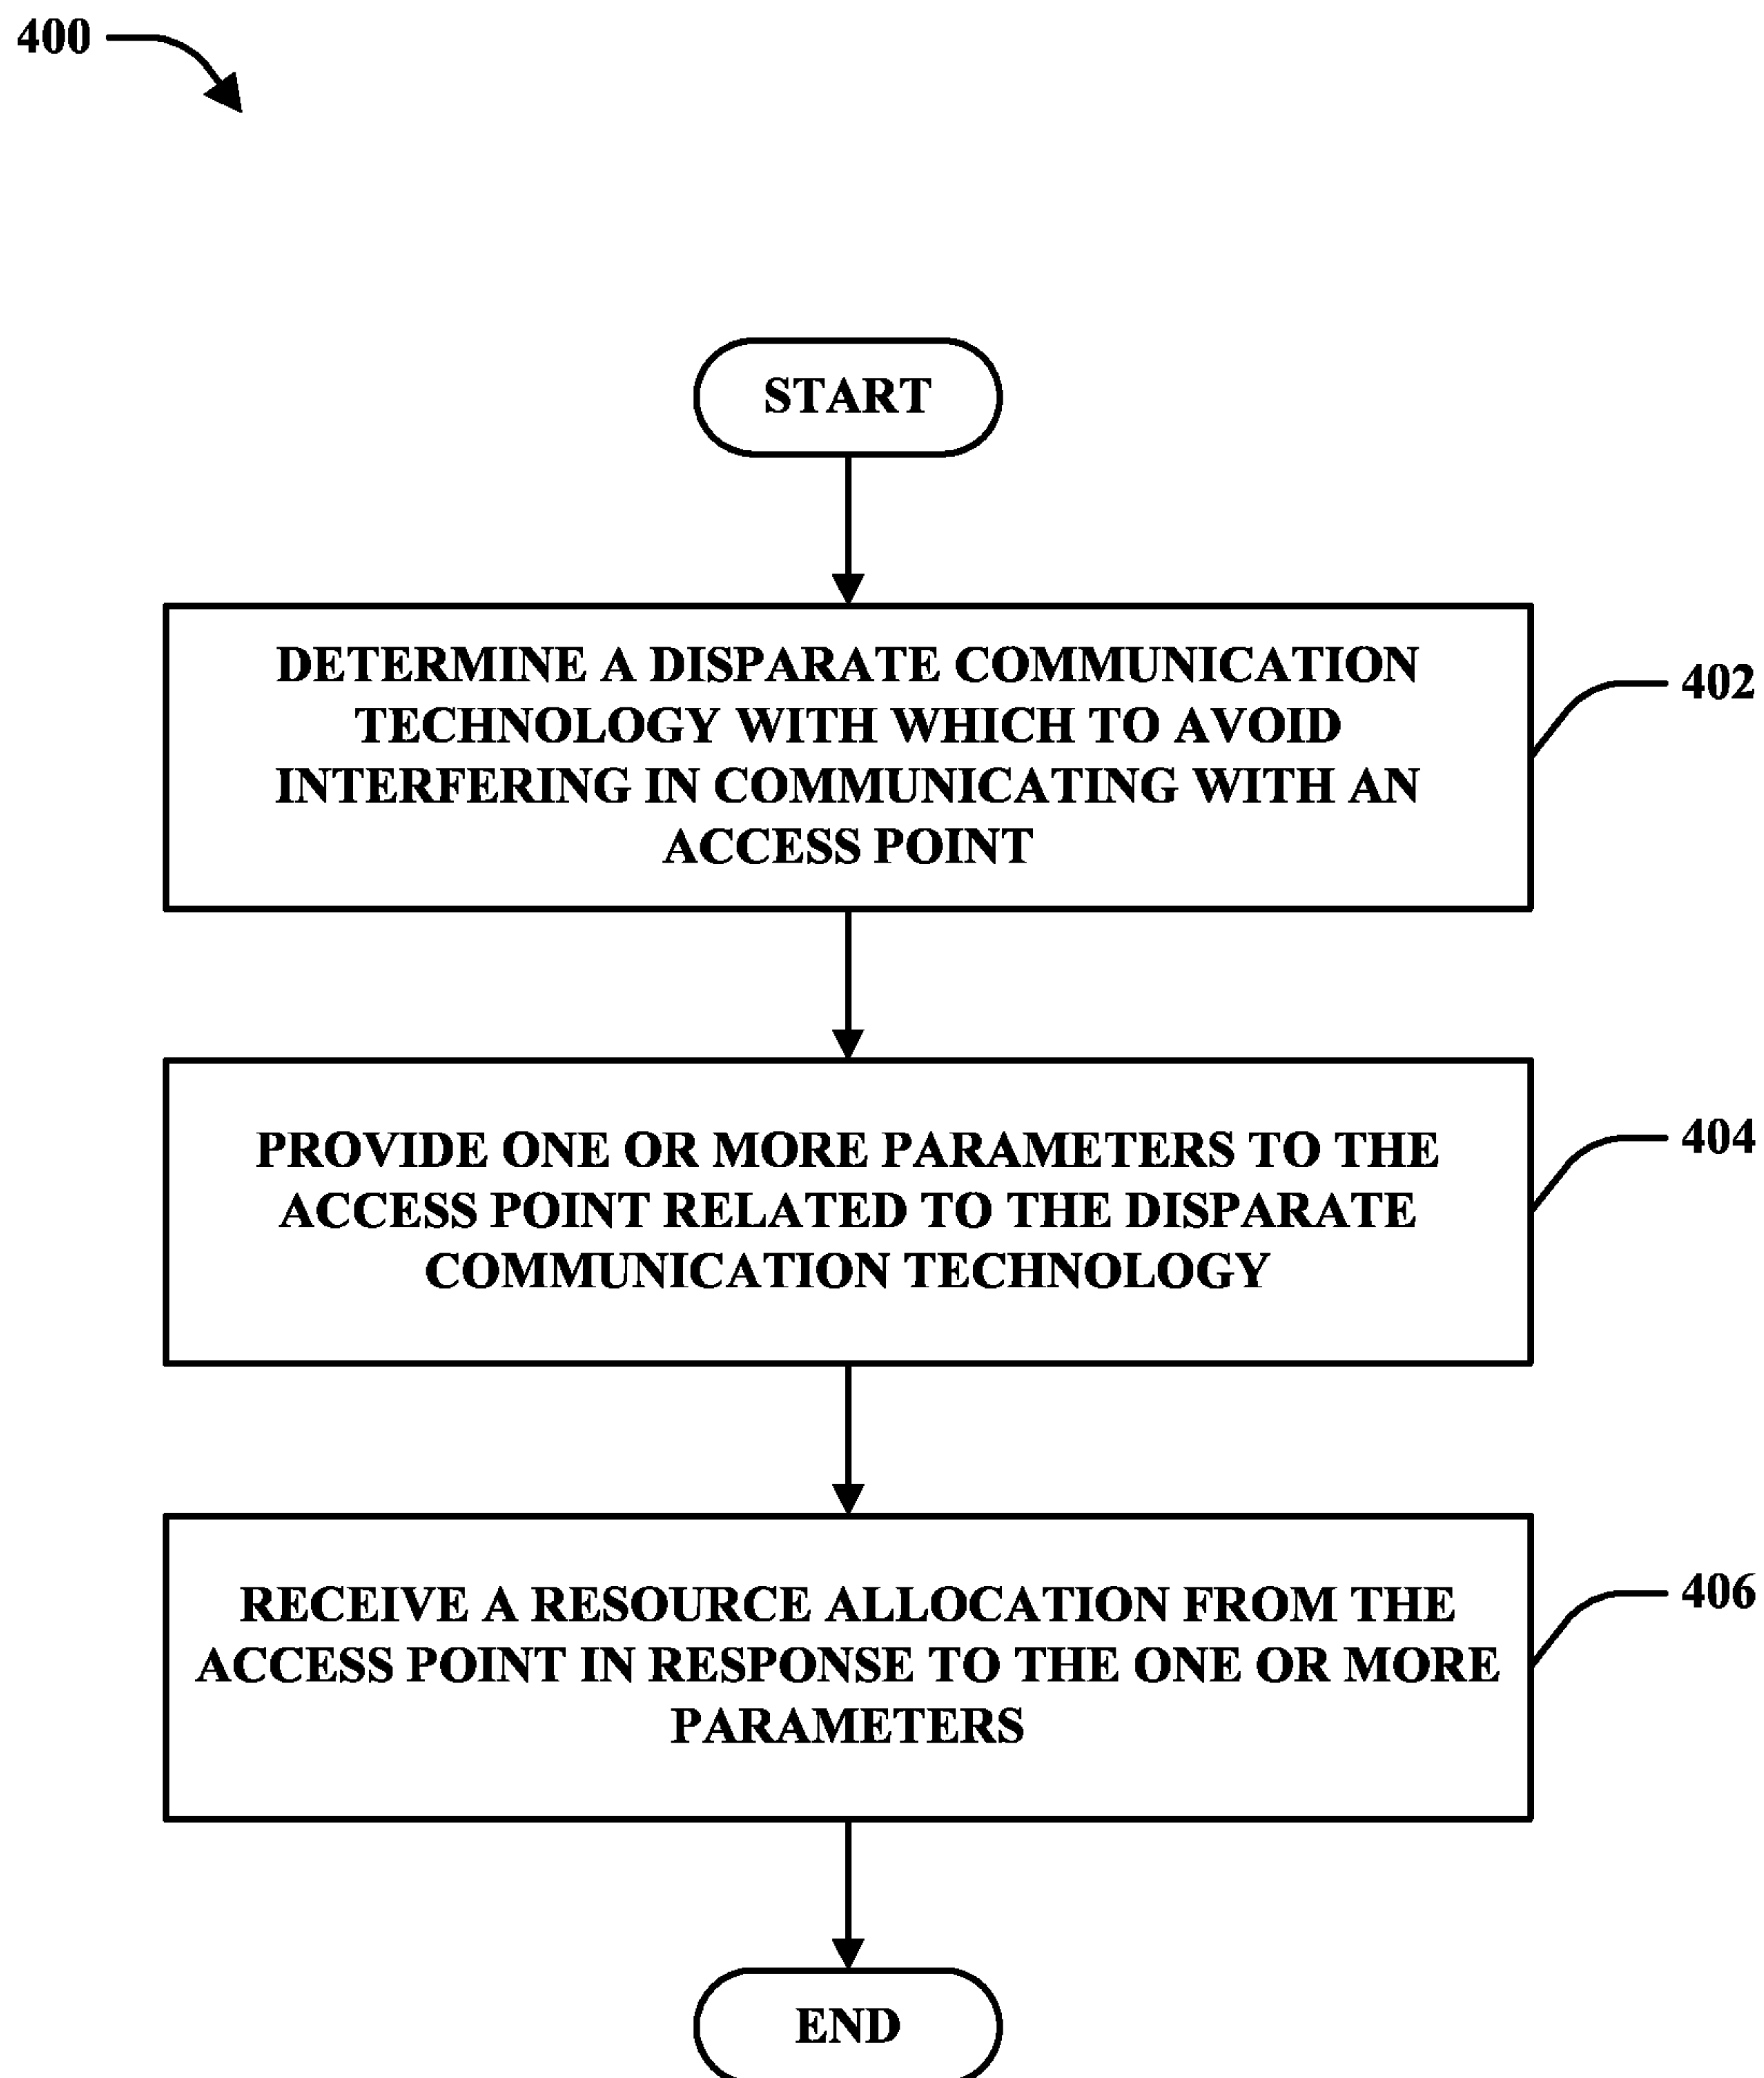 400
START
DETERMINE A DISPARATE COMMUNICATION
TECHNOLOGY WITH WHICH TO AVOID
INTERFERING IN COMMUNICATING WITH AN
ACCESS POINT
402
PROVIDE ONE OR MORE PARAMETERS TO THE
ACCESS POINT RELATED TO THE DISPARATE
COMMUNICATION TECHNOLOGY
404
RECEIVE A RESOURCE ALLOCATION FROM THE
ACCESS POINT IN RESPONSE TO THE ONE OR MORE
PARAMETERS
406
END